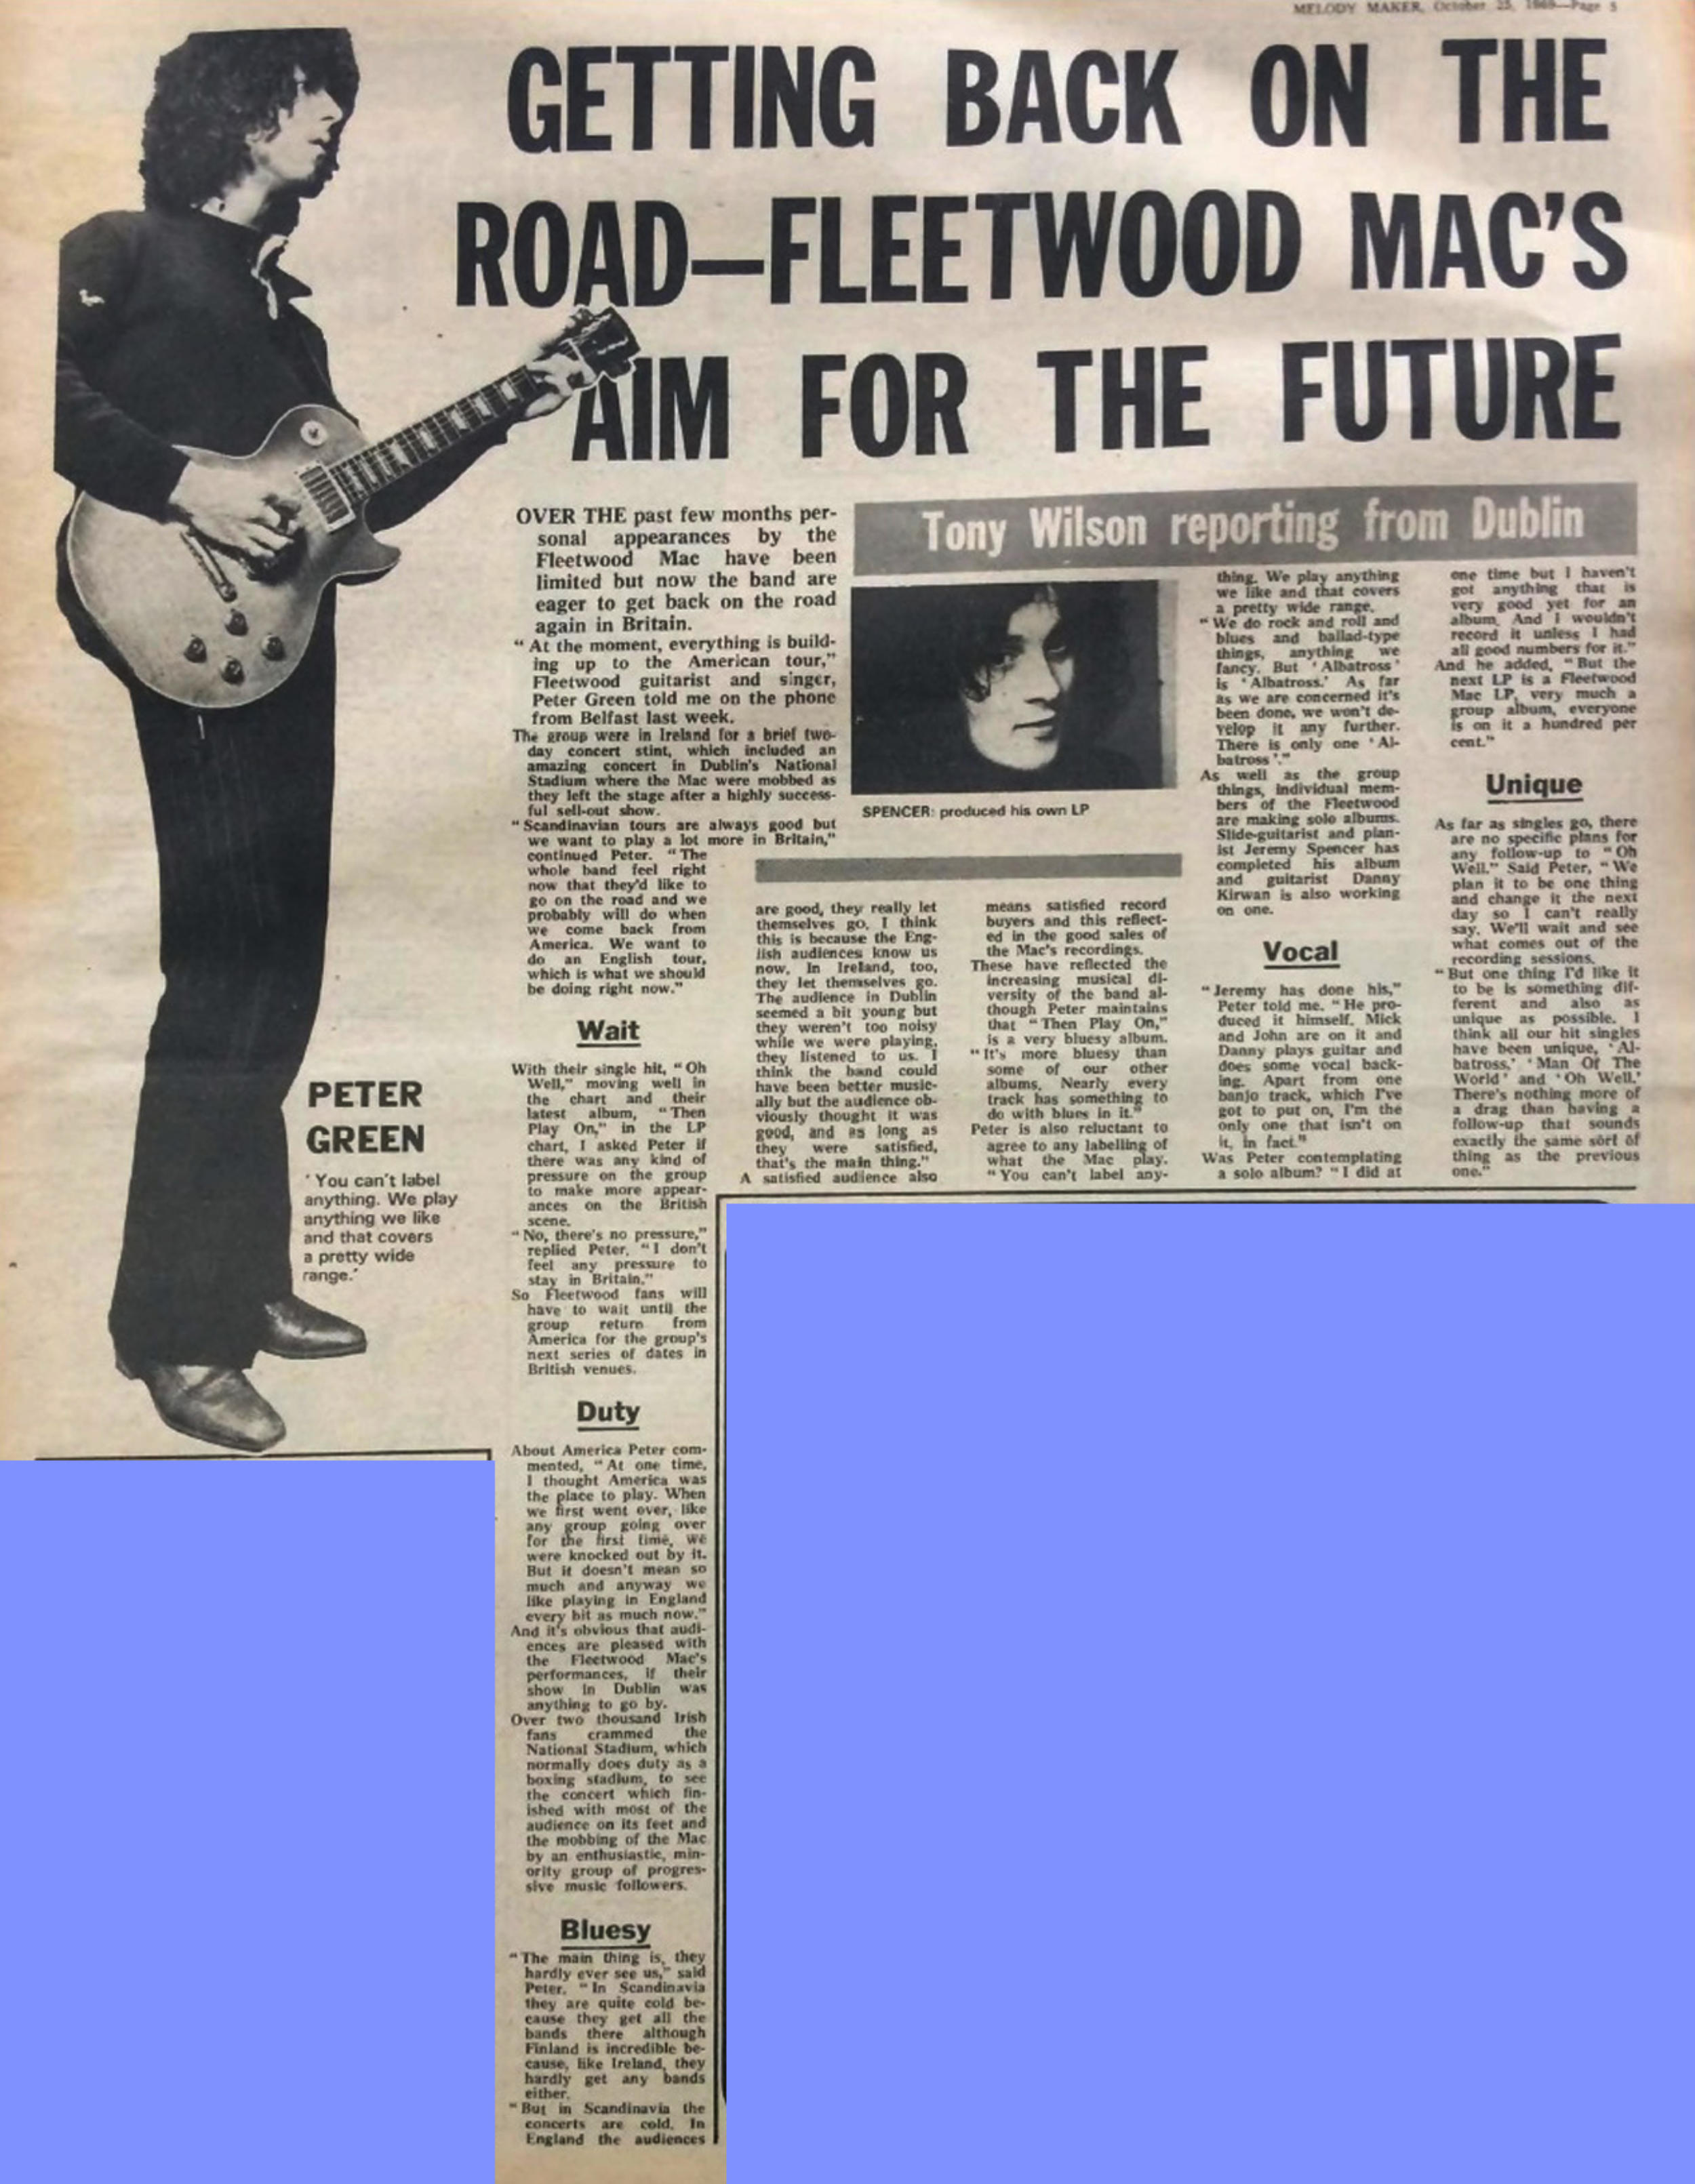 MELODY MAKER, October 25, 1969—Page 5
GETTING BACK ON THE
ROAD—FLEETWOOD MAC'S
AIM FOR THE FUTURE
Tony Wilson reporting from Dublin
OVER THE past few months per-
sonal appearances by the
Fleetwood Mac have been
limited but now the band are
eager to get back on the road
again in Britain.
“ At the moment, everything is build-
ing up to the American tour,”
Fleetwood guitarist and singer,
Peter Green told me on the phone
from Belfast last week.
The group were in Ireland for a brief two-
day concert stint, which included an
amazing concert in Dublin's National
Stadium where the Mac were mobbed as
they left the stage after a highly success-
ful sell-out show.
“ Scandinavian tours are always good but
we want to play a lot more in Britain,”
continued Peter. “ The
whole band feel right
now that they'd like to
go on the road and we
probably will do when
we come back from
America. We want to
do an English tour,
which is what we should
be doing right now.”
Wait
With their single hit, “ Oh
Well,” moving well in
the chart and their
latest album, “ Then
Play On,” in the LP
chart, I asked Peter if
there was any kind of
pressure on the group
to make more appear-
ances on the British
scene.
“ No, there's no pressure,”
replied Peter, “ I don't
feel any pressure to
stay in Britain.”
So Fleetwood fans will
have to wait until the
group return from
America for the group's
next series of dates in
British venues.
Duty
About America Peter com-
mented, “ At one time,
I thought America was
the place to play. When
we first went over, like
any group going over
for the first time, we
were knocked out by it.
But it doesn't mean so
much and anyway we
like playing in England
every bit as much now.”
And it's obvious that audi-
ences are pleased with
the Fleetwood Mac's
performances, if their
show in Dublin was
anything to go by.
Over two thousand Irish
fans crammed the
National Stadium, which
normally does duty as a
boxing stadium, to see
the concert which fin-
ished with most of the
audience on its feet and
the mobbing of the Mac
by an enthusiastic, min-
ority group of progres-
sive music followers.
Bluesy
“ The main thing is, they
hardly ever see us,” said
Peter. “ In Scandinavia
they are quite cold be-
cause they get all the
bands there although
Finland is incredible be-
cause, like Ireland, they
hardly get any bands
either.
“ But in Scandinavia the
concerts are cold. In
England the audiences
are good, they really let
themselves go. I think
this is because the Eng-
lish audiences know us
now. In Ireland, too,
they let themselves go.
The audience in Dublin
seemed a bit young but
they weren't too noisy
while we were playing,
they listened to us. I
think the band could
have been better music-
ally but the audience ob-
viously thought it was
good, and as long as
they were satisfied,
that's the main thing.”
A satisfied audience also
means satisfied record
buyers and this reflect-
ed in the good sales of
the Mac's recordings.
These have reflected the
increasing musical di-
versity of the band al-
though Peter maintains
that “ Then Play On,”
is a very bluesy album.
“ It's more bluesy than
some of our other
albums. Nearly every
track has something to
do with blues in it.”
Peter is also reluctant to
agree to any labelling of
what the Mac play.
“ You can't label any-
thing. We play anything
we like and that covers
a pretty wide range.
“ We do rock and roll and
blues and ballad-type
things, anything we
fancy. But ‘ Albatross ’
is ‘ Albatross.’ As far
as we are concerned it's
been done, we won't de-
velop it any further.
There is only one ‘ Al-
batross ’.”
As well as the group
things, individual mem-
bers of the Fleetwood
are making solo albums.
Slide-guitarist and pian-
ist Jeremy Spencer has
completed his album
and guitarist Danny
Kirwan is also working
on one.
Vocal
“ Jeremy has done his,”
Peter told me. “ He pro-
duced it himself. Mick
and John are on it and
Danny plays guitar and
does some vocal back-
ing. Apart from one
banjo track, which I've
got to put on, I'm the
only one that isn't on
it, in fact.”
Was Peter contemplating
a solo album? “ I did at
one time but I haven't
got anything that is
very good yet for an
album. And I wouldn't
record it unless I had
all good numbers for it.”
And he added, “ But the
next LP is a Fleetwood
Mac LP, very much a
group album, everyone
is on it a hundred per
cent.”
Unique
As far as singles go, there
are no specific plans for
any follow-up to “ Oh
Well.” Said Peter, “ We
plan it to be one thing
and change it the next
day so I can't really
say. We'll wait and see
what comes out of the
recording sessions.
“ But one thing I'd like it
to be is something dif-
ferent and also as
unique as possible. I
think all our hit singles
have been unique, ‘ Al-
batross,’ ‘ Man Of The
World ’ and ‘ Oh Well.’
There's nothing more of
a drag than having a
follow-up that sounds
exactly the same sort of
thing as the previous
one.”
SPENCER: produced his own LP
PETER
GREEN
‘ You can't label
anything. We play
anything we like
and that covers
a pretty wide
range.’